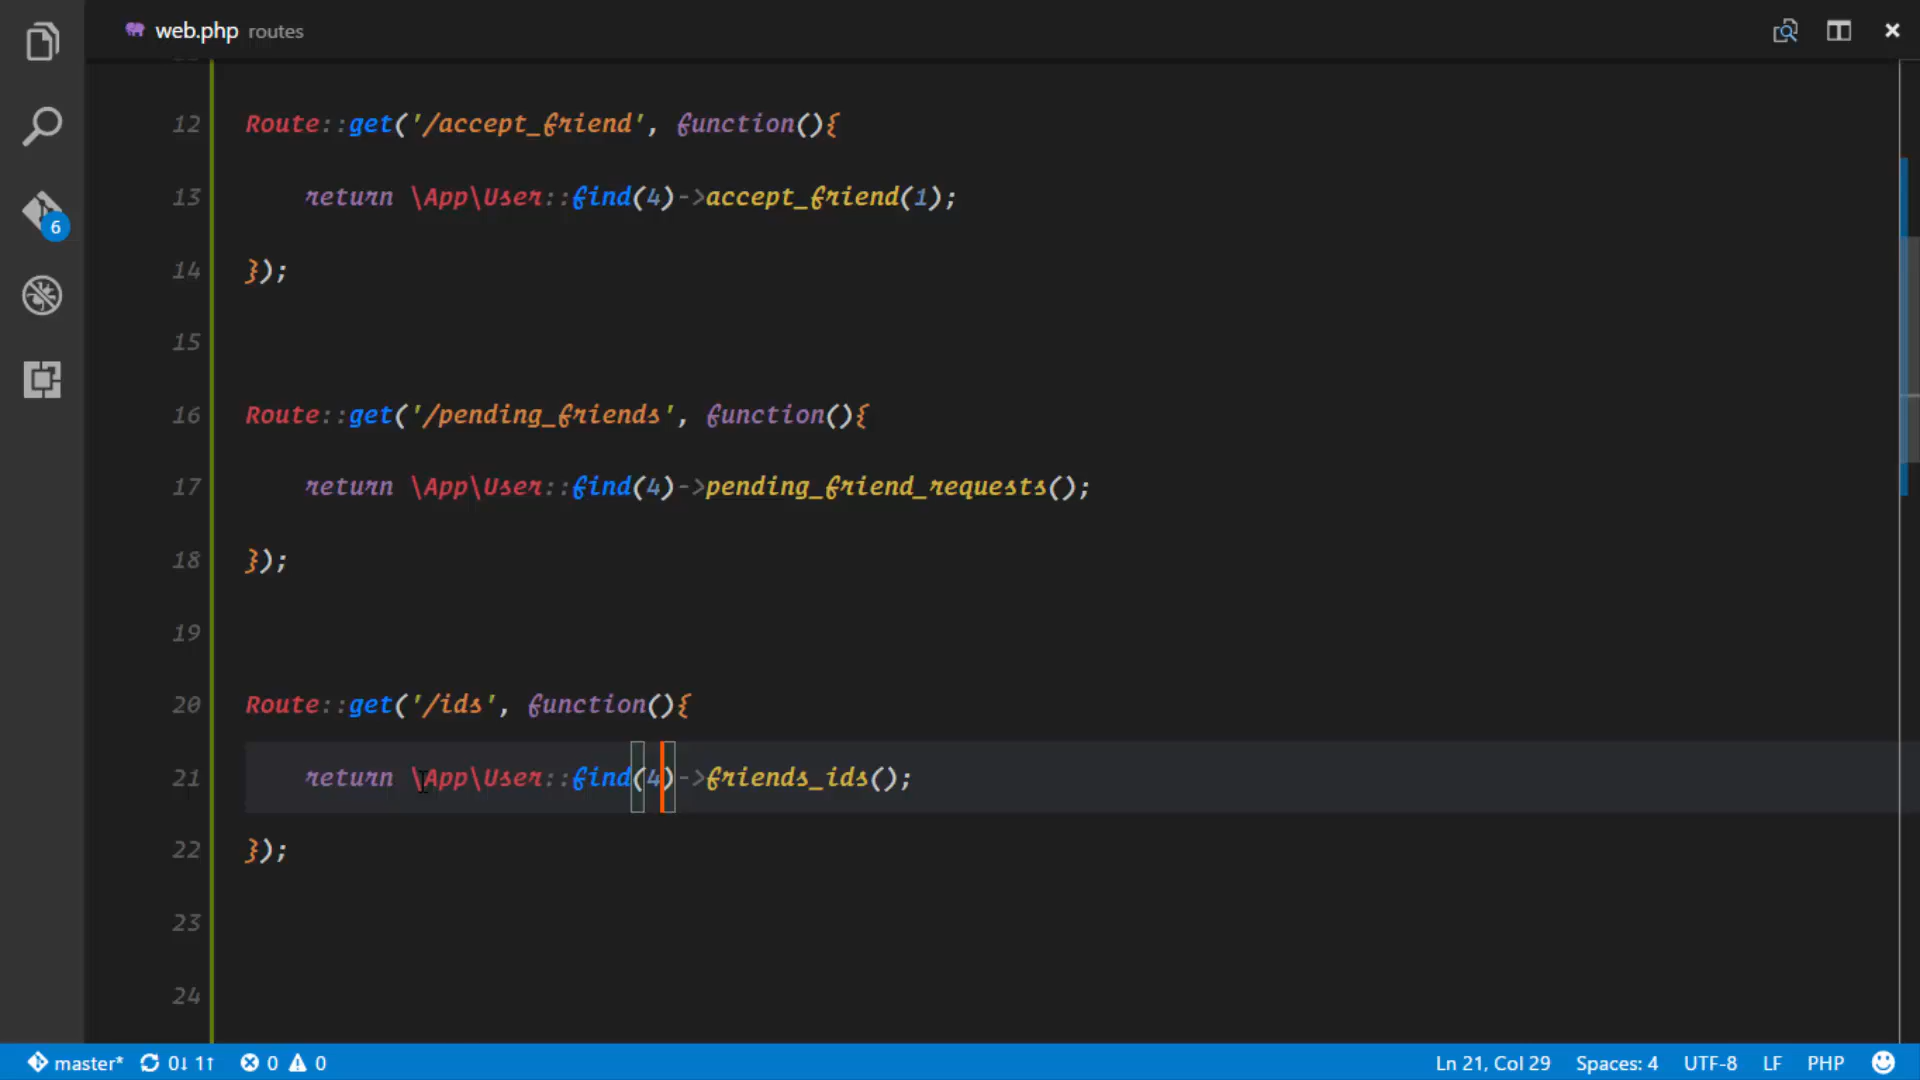 web.php routes
12 Route::get('/accept_friend', function(){
13 return \App\User::find(4)->accept_friend(1);
14 });
15
16 Route::get('/pending_friends', function(){
17 return \App\User::find(4)->pending_friend_requests();
18 });
19
20 Route::get('/ids', function(){
21 return \App\User::find(4)->friends_ids();
22 });
23
24
6
master* 0↓ 1↑ 0 0 Ln 21, Col 29 Spaces: 4 UTF-8 LF PHP